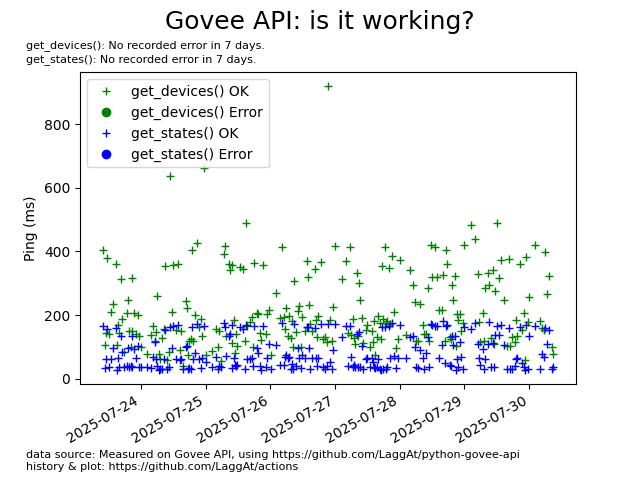 Govee API: is it working?
get_devices(): No recorded error in 7 days.
get_states(): No recorded error in 7 days.
get_devices() OK
get_devices() Error
get_states() OK
get_states() Error
Ping (ms)
800
600
400
200
0
2025-07-24
2025-07-25
2025-07-26
2025-07-27
2025-07-28
2025-07-29
2025-07-30
data source: Measured on Govee API, using https://github.com/LaggAt/python-govee-api
history & plot: https://github.com/LaggAt/actions